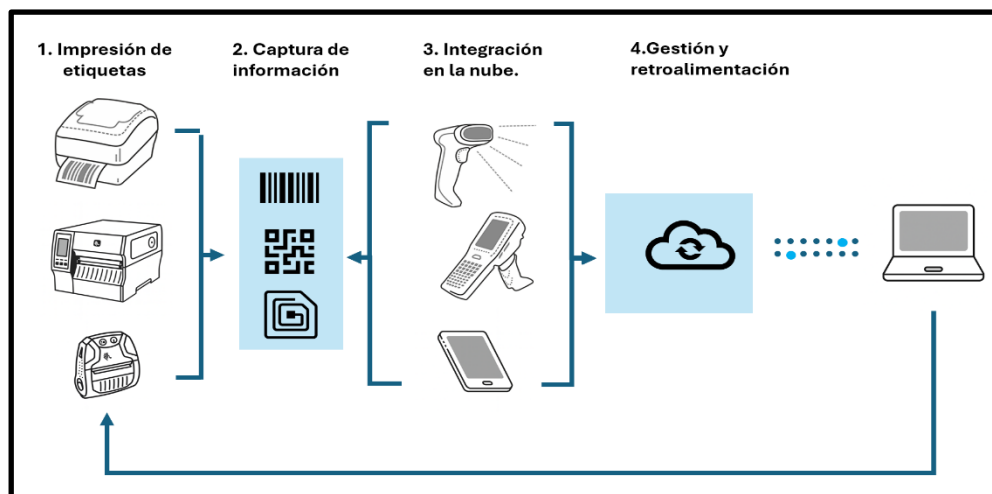 1. Impresión de
etiquetas
2. Captura de
información
3. Integración
en la nube.
4.Gestión y
retroalimentación